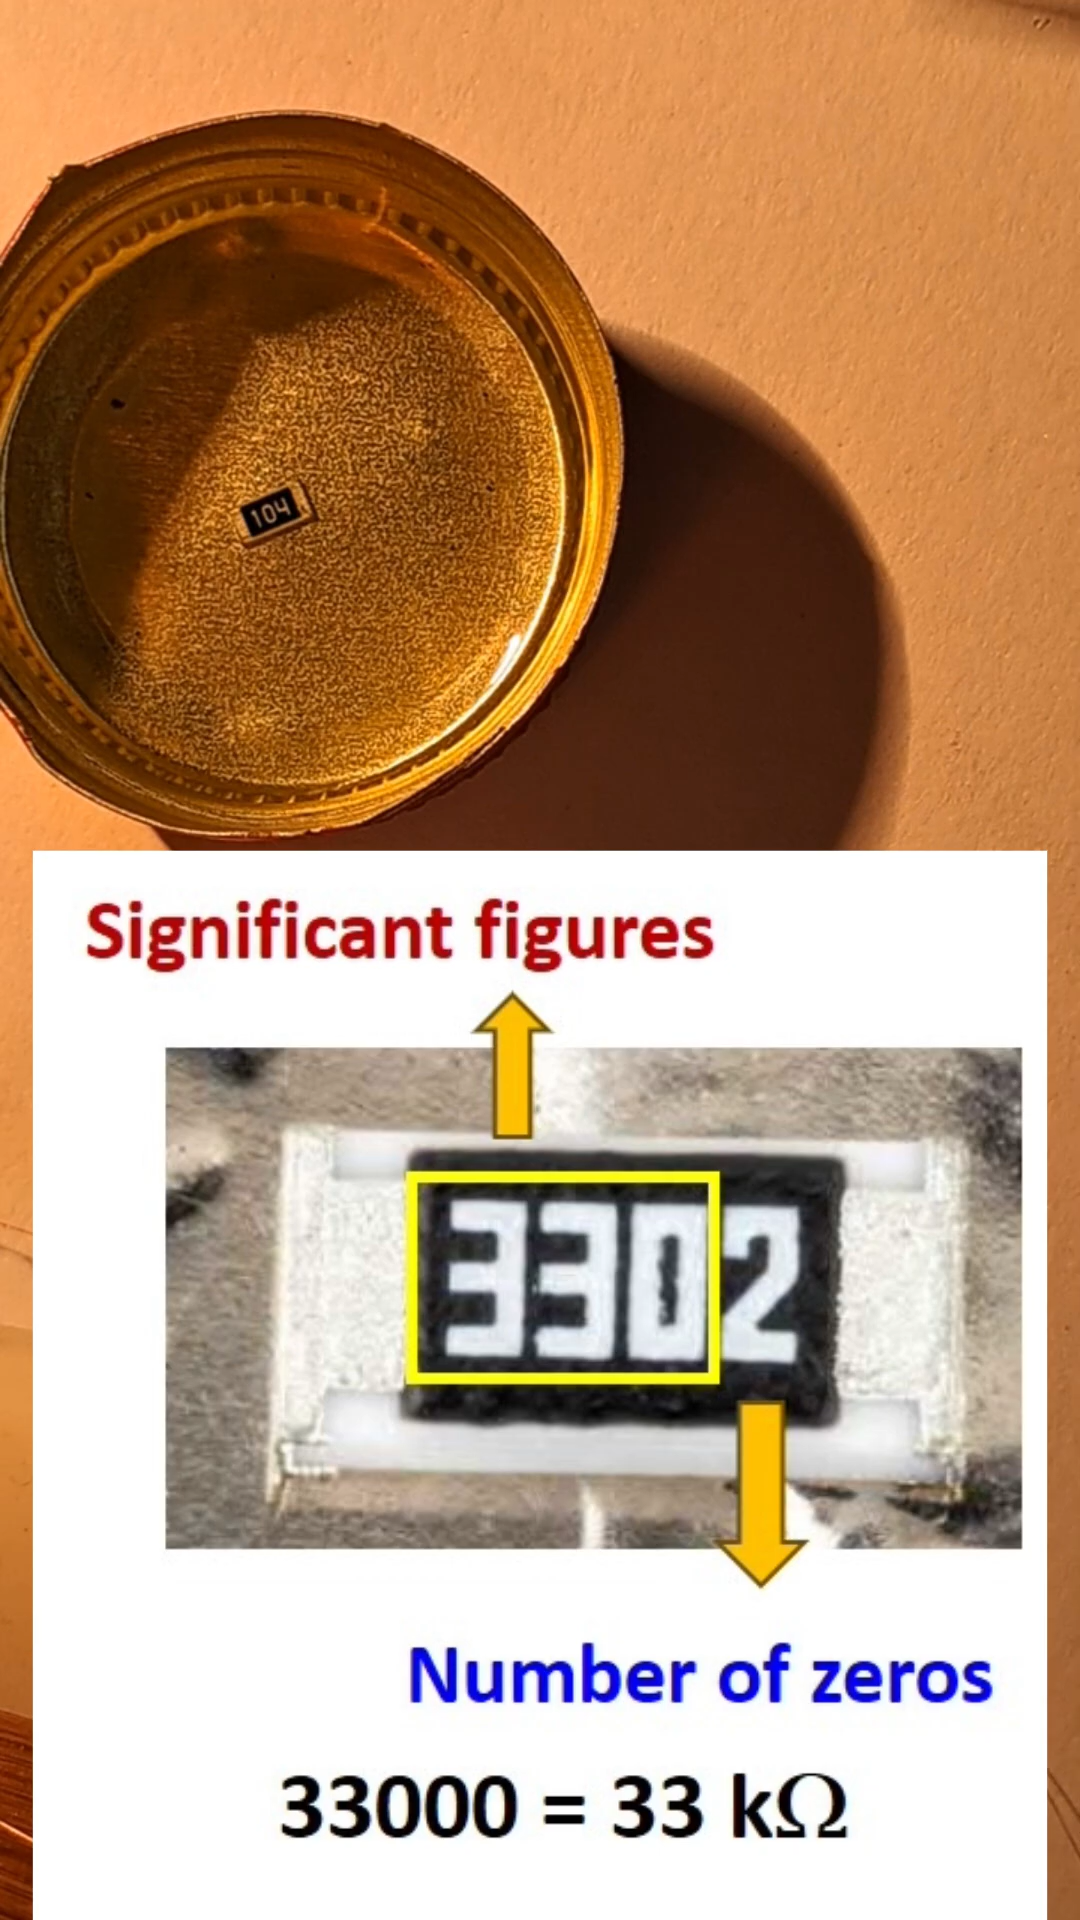 104
Significant figures
3302
Number of zeros
33000 = 33 kΩ